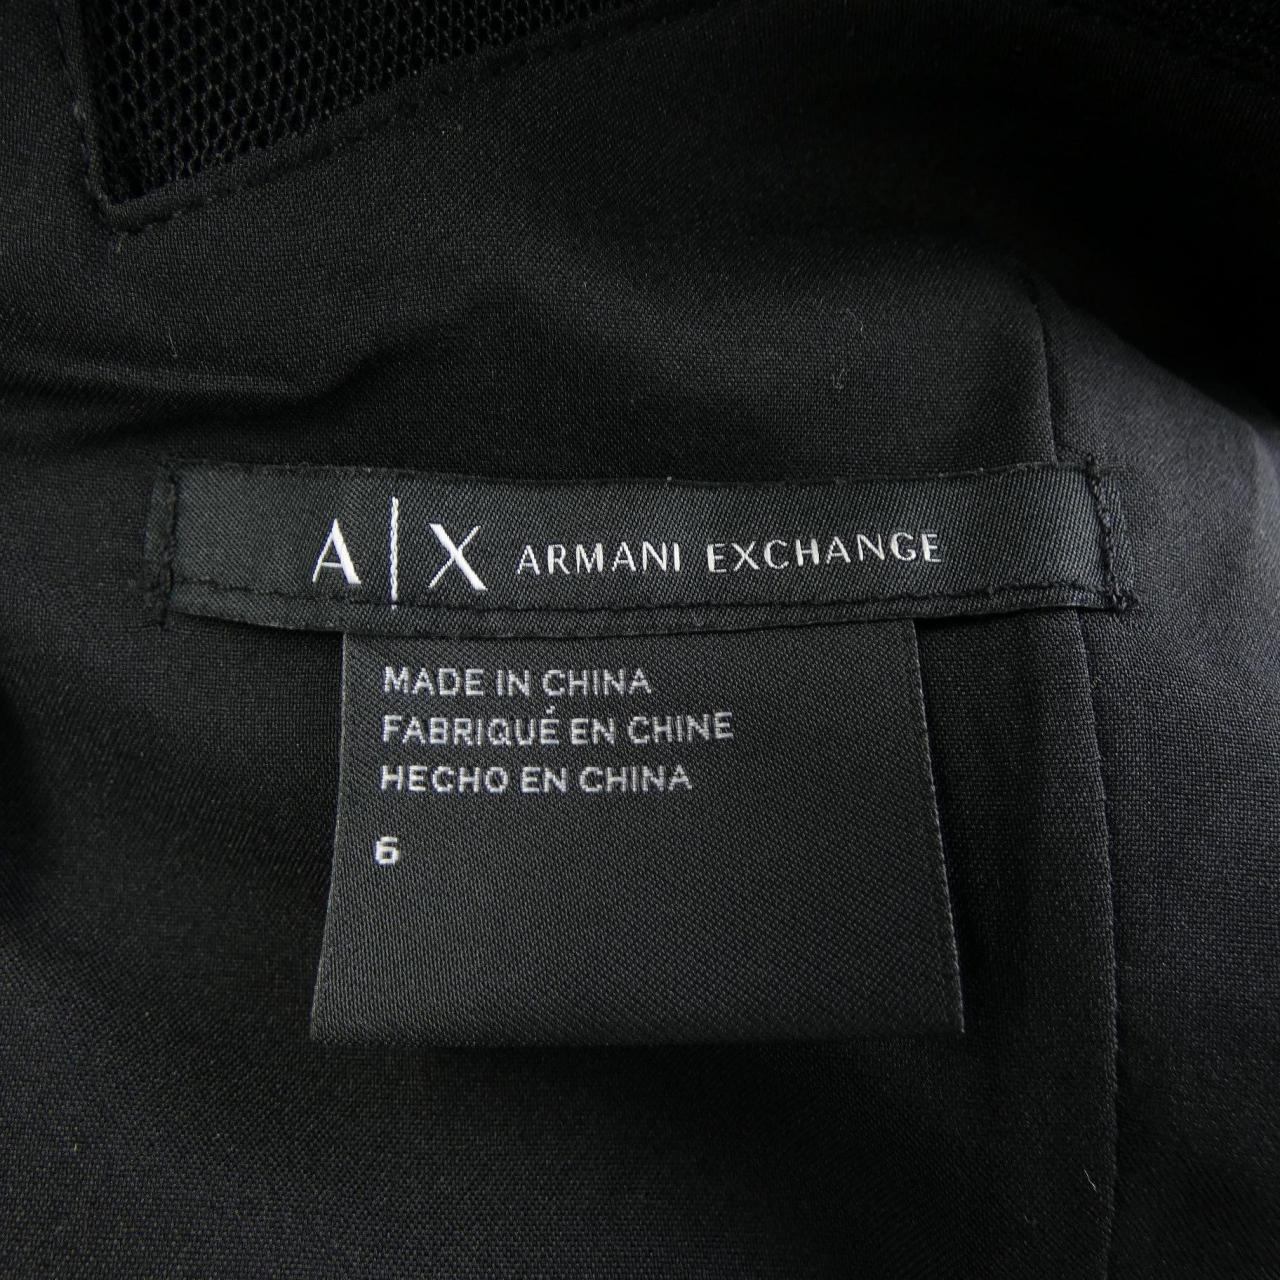 A|X ARMANI EXCHANGE
MADE IN CHINA
FABRIQUÉ EN CHINE
HECHO EN CHINA
6